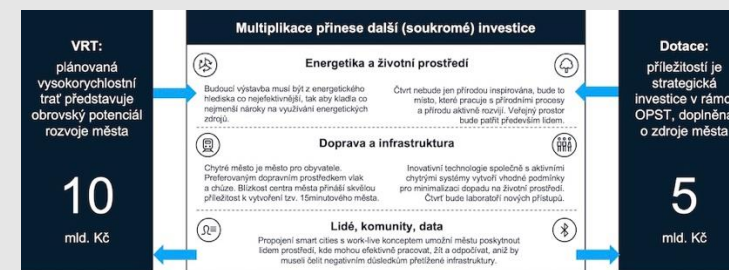 VRT:
plánovaná
vysokorychlostní
trať představuje
obrovský potenciál
rozvoje města
10
mld. Kč
Multiplikace přinese další (soukromé) investice
Energetika a životní prostředí
Budoucí výstavba musí být z energetického
hlediska co nejefektivnější, tak aby kladla co
nejmenší nároky na využívání energetických
zdrojů.
Čtvrť nebude jen přírodou inspirována, bude to
místo, které pracuje s přírodními procesy
a přírodu aktivně rozvíjí. Veřejný prostor
bude patřit především lidem.
Doprava a infrastruktura
Chytré město je město pro obyvatele.
Preferovaným dopravním prostředkem vlak
a chůze. Blízkost centra města přináší skvělou
příležitost k vytvoření tzv. 15minutového města.
Inovativní technologie společně s aktivními
chytrými systémy vytvoří vhodné podmínky
pro minimalizaci dopadu na životní prostředí.
Čtvrť bude laboratoří nových přístupů.
Lidé, komunity, data
Propojení smart cities s work-live konceptem umožní městu poskytnout
lidem prostředí, kde mohou efektivně pracovat, žít a odpočívat, aniž by
museli čelit negativním důsledkům přetížené infrastruktury.
Dotace:
příležitostí je
strategická
investice v rámc
OPST, doplněna
o zdroje města
5
mld. Kč